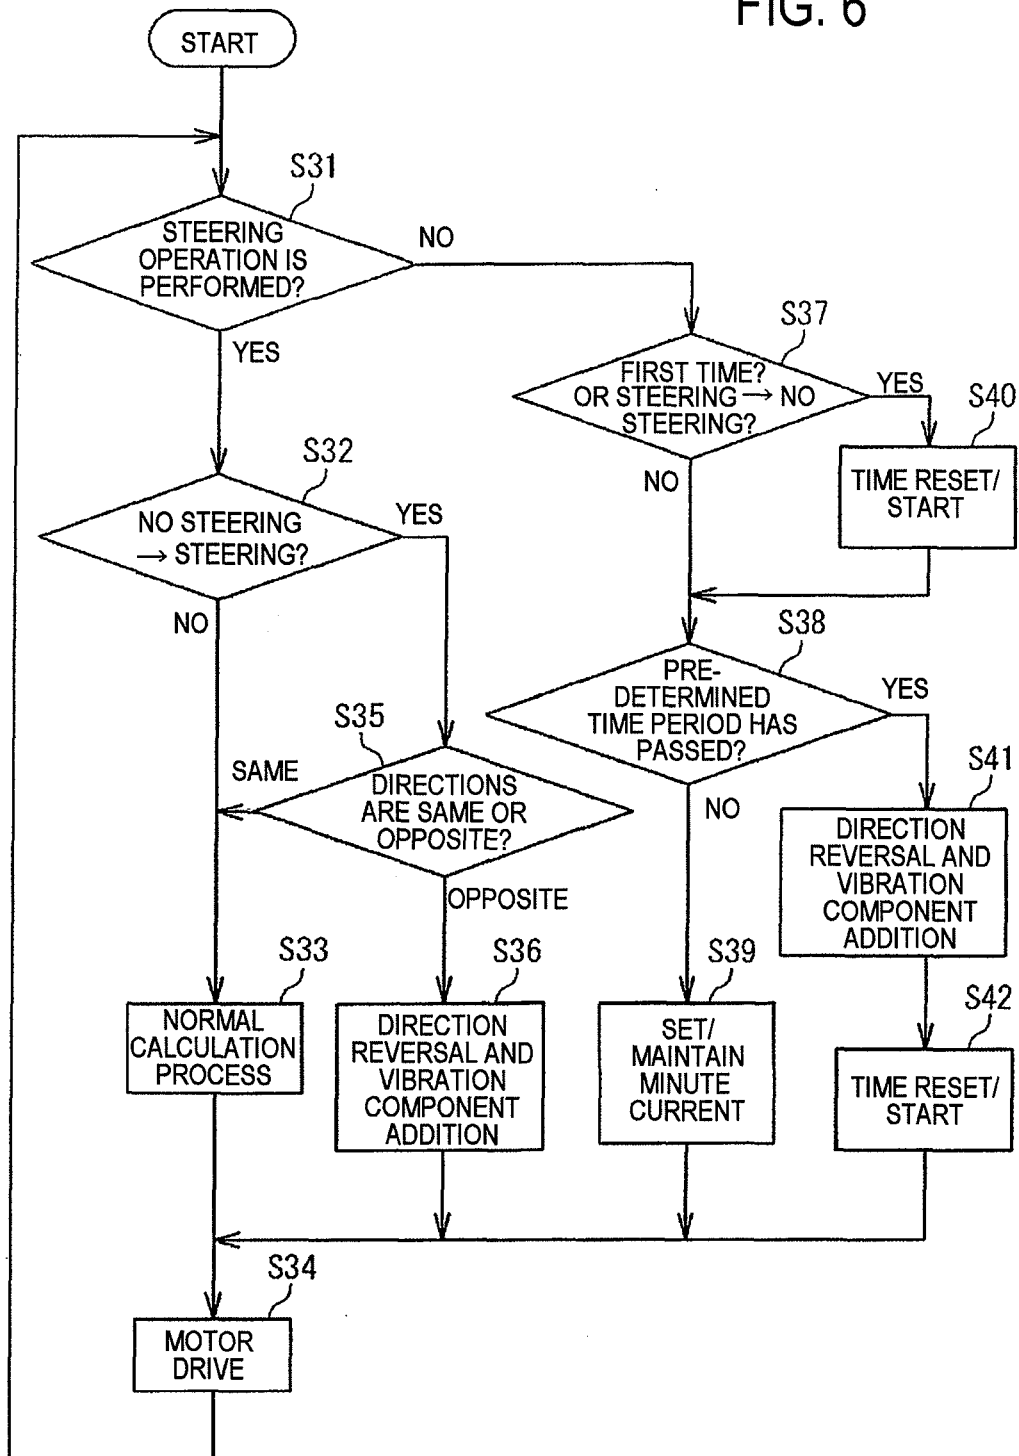 FIG. 6
START
S31
STEERING
OPERATION IS
PERFORMED?
NO
YES
S37
FIRST TIME?
OR STEERING → NO
STEERING?
YES
NO
S40
TIME RESET/
START
S32
NO STEERING
→ STEERING?
YES
NO
S38
PRE-
DETERMINED
TIME PERIOD HAS
PASSED?
YES
NO
S35
DIRECTIONS
ARE SAME OR
OPPOSITE?
SAME
OPPOSITE
S41
DIRECTION
REVERSAL AND
VIBRATION
COMPONENT
ADDITION
S33
NORMAL
CALCULATION
PROCESS
S36
DIRECTION
REVERSAL AND
VIBRATION
COMPONENT
ADDITION
S39
SET/
MAINTAIN
MINUTE
CURRENT
S42
TIME RESET/
START
S34
MOTOR
DRIVE